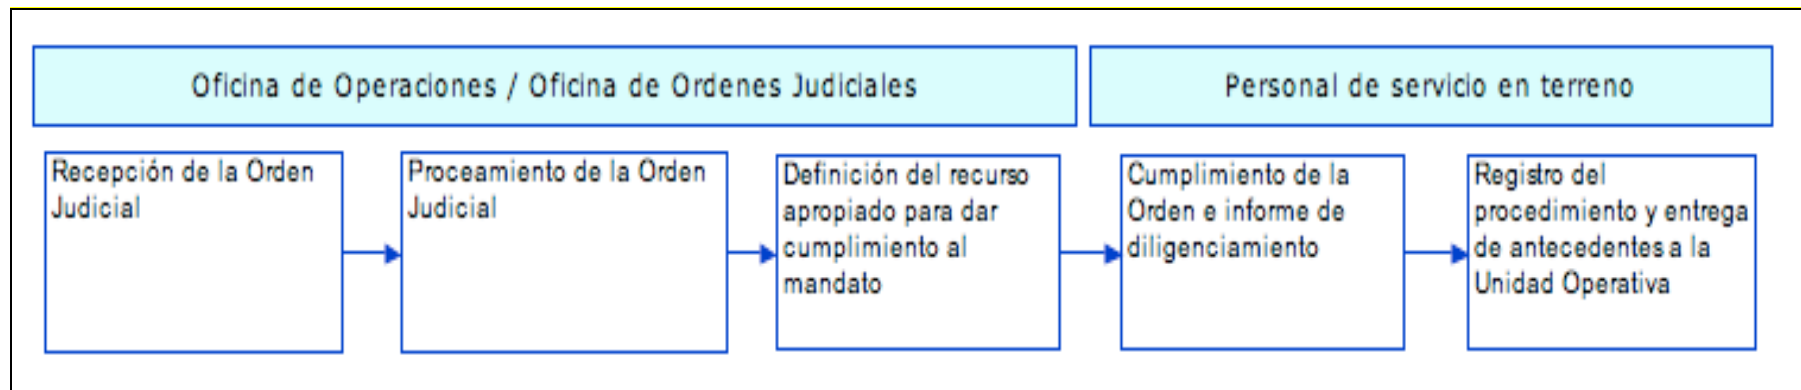 Oficina de Operaciones / Oficina de Ordenes Judiciales
Personal de servicio en terreno
Recepción de la Orden
Judicial
Proceamiento de la Orden
Judicial
Definición del recurso
apropiado para dar
cumplimiento al
mandato
Cumplimiento de la
Orden e informe de
diligenciamiento
Registro del
procedimiento y entrega
de antecedentes a la
Unidad Operativa